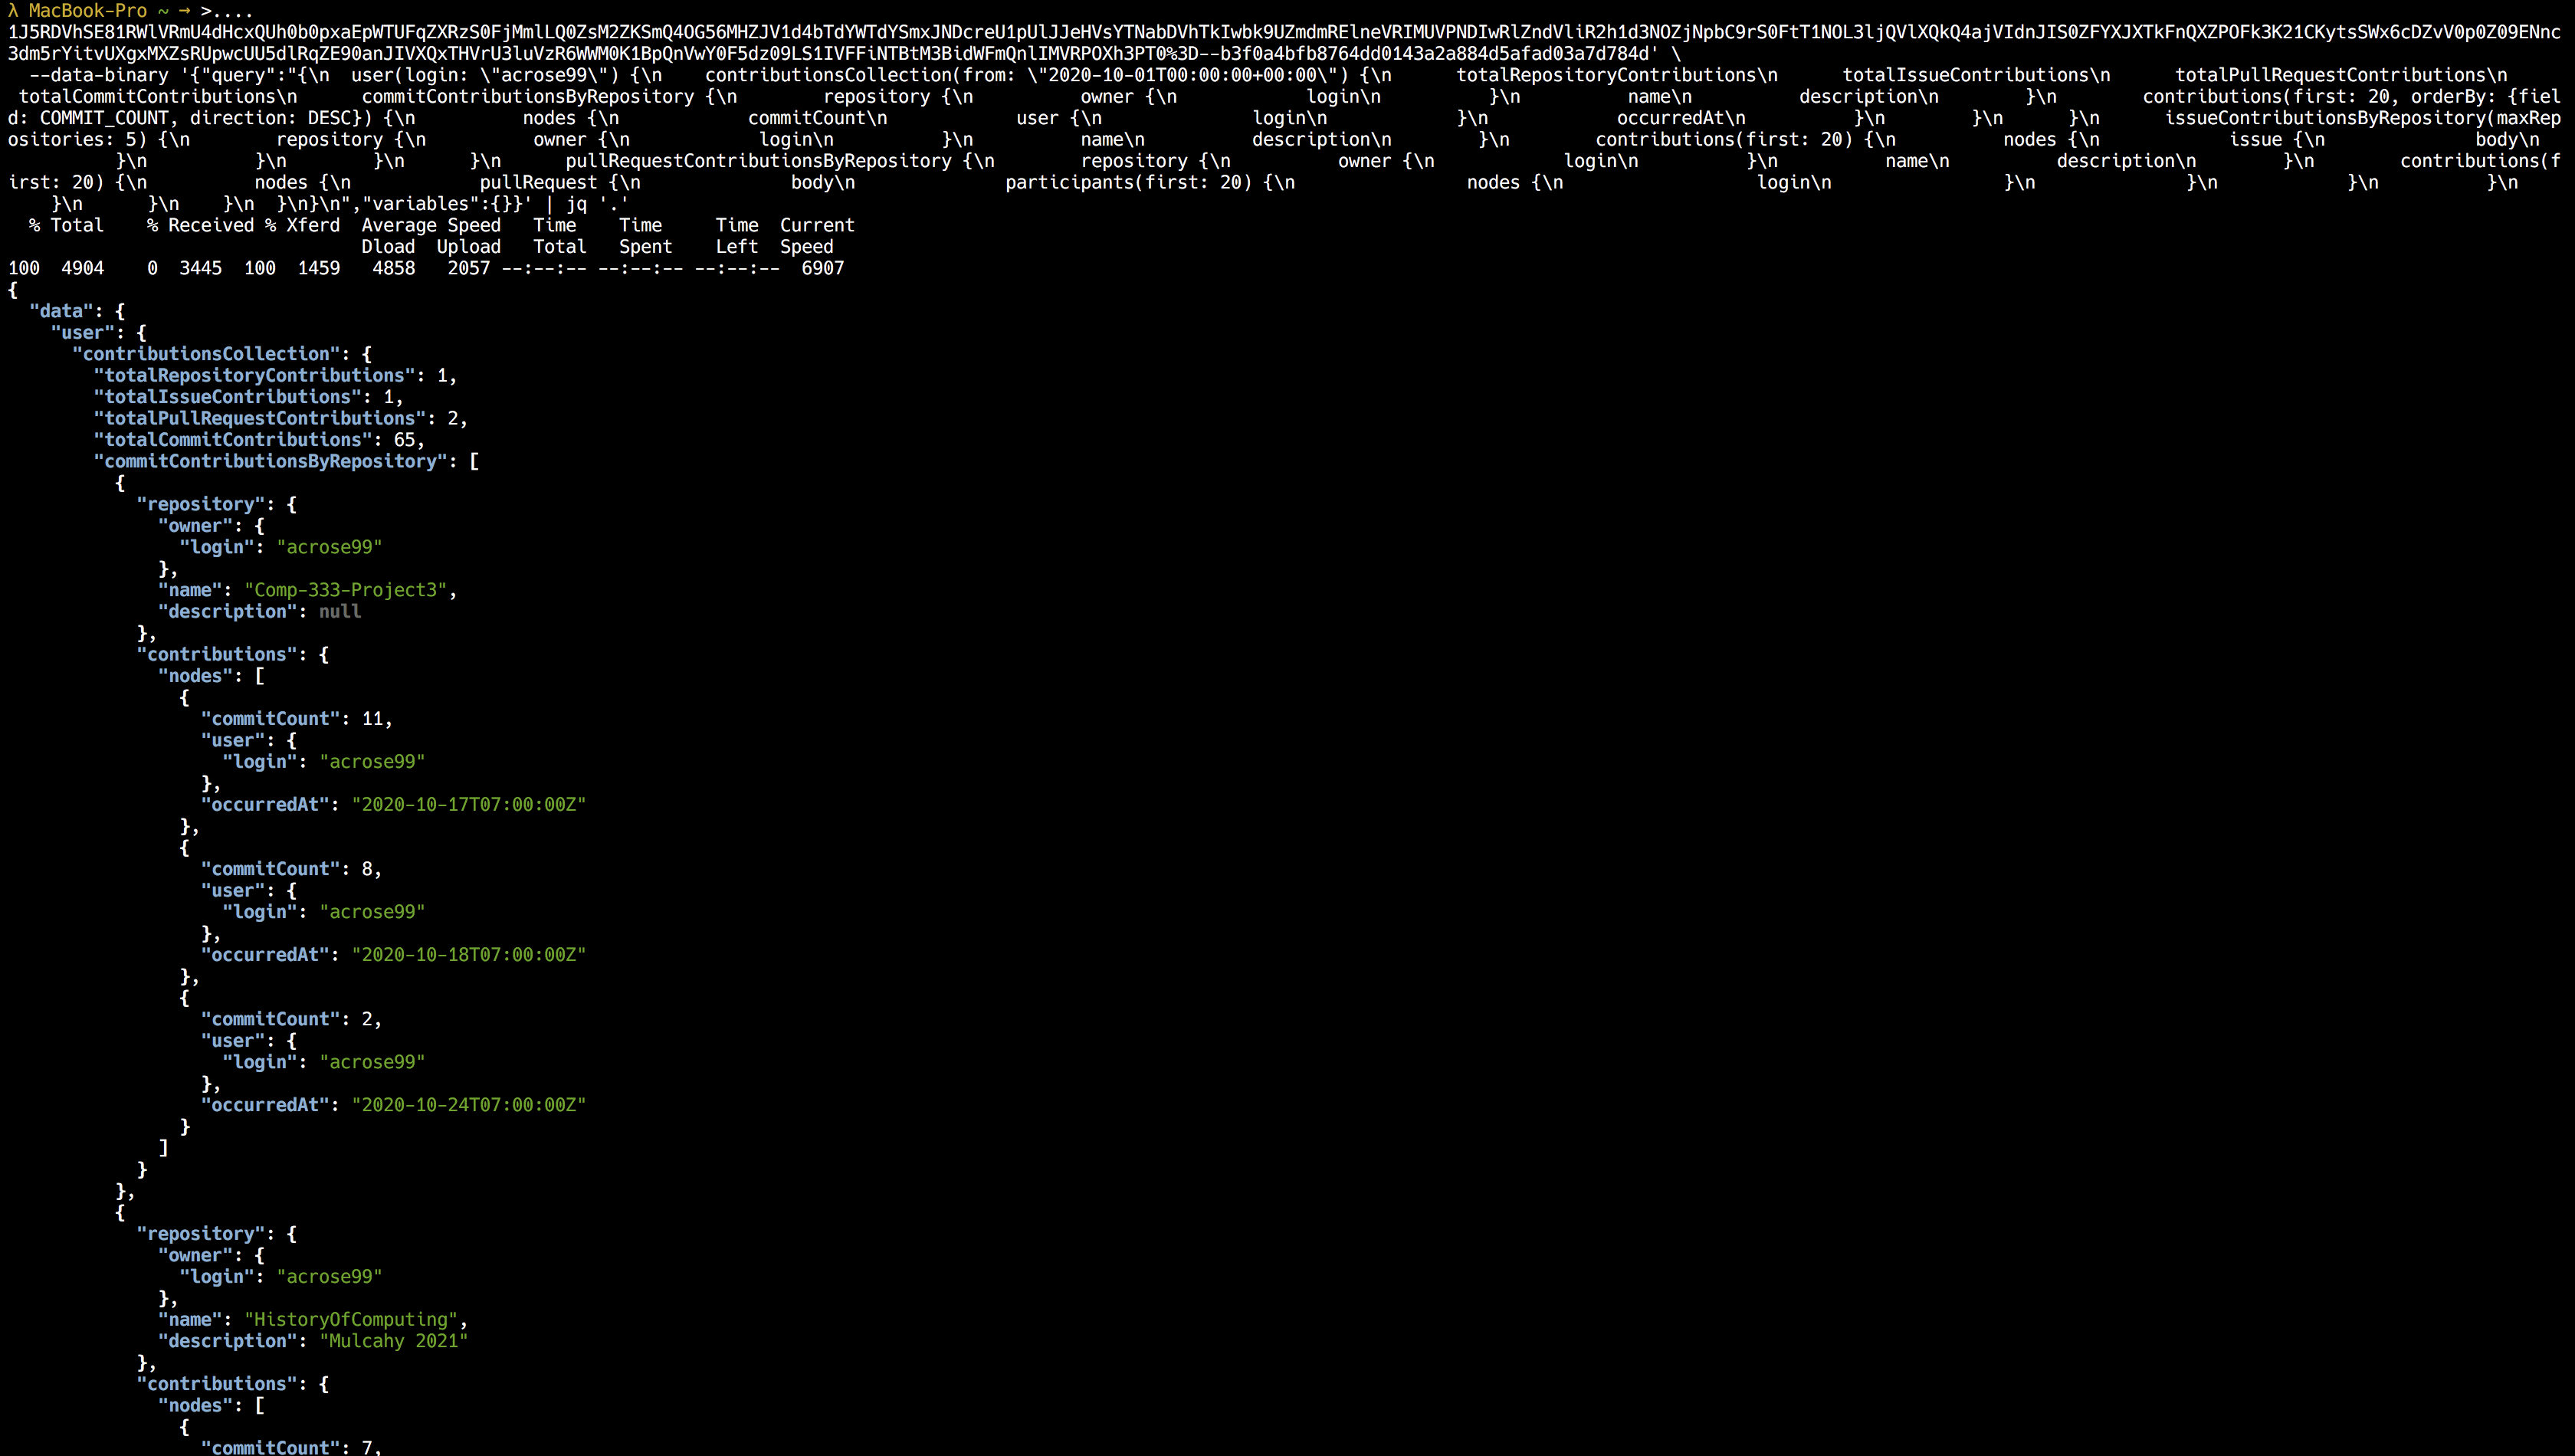 λ MacBook-Pro ~ → >....
--data-binary '{"query":"{\n user(login: \"acrose99\") {\n contributionsCollection(from: \"2020-10-01T00:00:00+00:00\") {\n totalRepositoryContributions\n totalIssueContributions\n totalPullRequestContributions\n
totalCommitContributions\n commitContributionsByRepository {\n repository {\n owner {\n login\n }\n name\n description\n }\n contributions(first: 20, orderBy: {fiel
d: COMMIT_COUNT, direction: DESC}) {\n nodes {\n commitCount\n user {\n login\n }\n occurredAt\n }\n }\n }\n issueContributionsByRepository(maxRep
ositories: 5) {\n repository {\n owner {\n login\n }\n name\n description\n }\n contributions(first: 20) {\n nodes {\n issue {\n body\n
}\n }\n }\n }\n pullRequestContributionsByRepository {\n repository {\n owner {\n login\n }\n name\n description\n }\n contributions(f
irst: 20) {\n nodes {\n pullRequest {\n body\n participants(first: 20) {\n nodes {\n login\n }\n }\n }\n }\n
}\n }\n }\n }\n}\n","variables":{}}' | jq '.'
% Total % Received % Xferd Average Speed Time Time Time Current
Dload Upload Total Spent Left Speed
100 4904 0 3445 100 1459 4858 2057 --:--:-- --:--:-- --:--:-- 6907
{
"data": {
"user": {
"contributionsCollection": {
"totalRepositoryContributions": 1,
"totalIssueContributions": 1,
"totalPullRequestContributions": 2,
"totalCommitContributions": 65,
"commitContributionsByRepository": [
{
"repository": {
"owner": {
"login": "acrose99"
},
"name": "Comp-333-Project3",
"description": null
},
"contributions": {
"nodes": [
{
"commitCount": 11,
"user": {
"login": "acrose99"
},
"occurredAt": "2020-10-17T07:00:00Z"
},
{
"commitCount": 8,
"user": {
"login": "acrose99"
},
"occurredAt": "2020-10-18T07:00:00Z"
},
{
"commitCount": 2,
"user": {
"login": "acrose99"
},
"occurredAt": "2020-10-24T07:00:00Z"
}
]
}
},
{
"repository": {
"owner": {
"login": "acrose99"
},
"name": "HistoryOfComputing",
"description": "Mulcahy 2021"
},
"contributions": {
"nodes": [
{
"commitCount": 7,